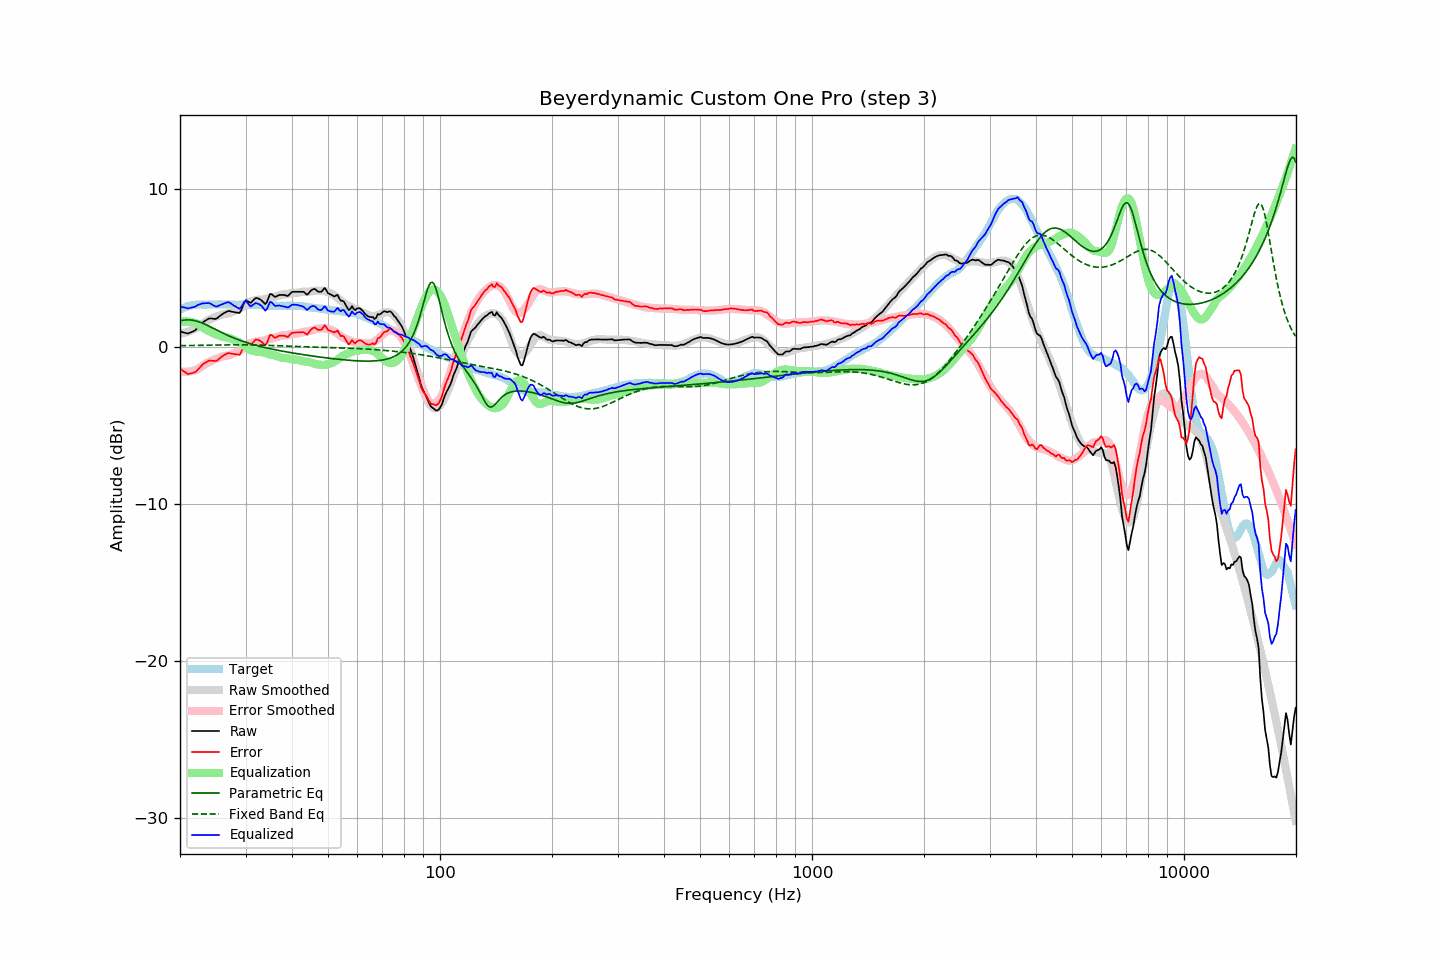 Beyerdynamic Custom One Pro (step 3)
10
0
−10
−20
−30
Amplitude (dBr)
Target
Raw Smoothed
Error Smoothed
Raw
Error
Equalization
Parametric Eq
Fixed Band Eq
Equalized
100
1000
10000
Frequency (Hz)